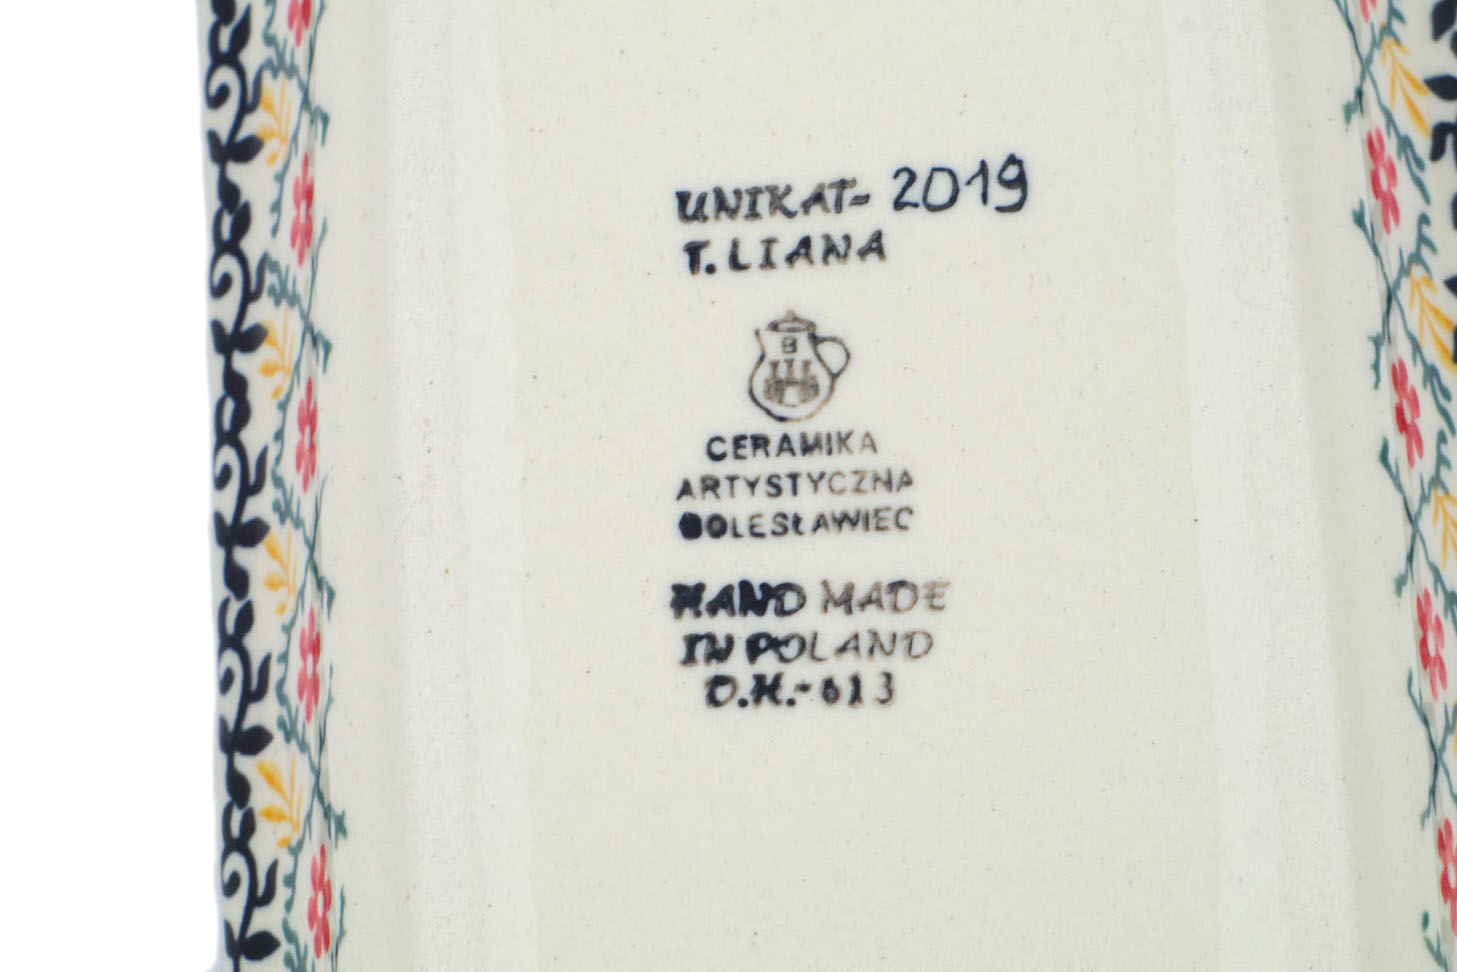 UNIKAT- 2019
T. LIANA
B
CERAMIKA
ARTYSTYCZNA
BOLESŁAWIEC
HAND MADE
IN POLAND
D.H.-613